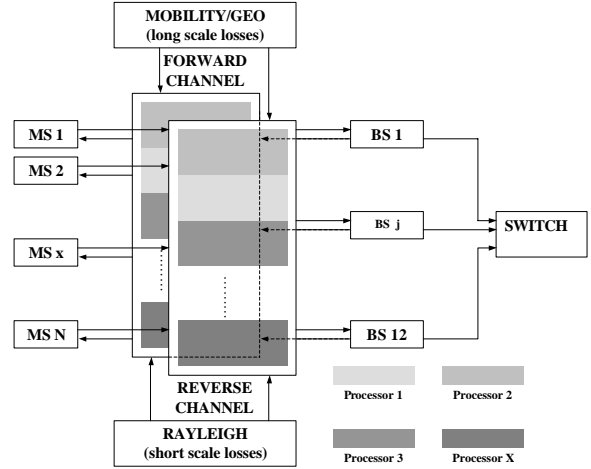 MOBILITY/GEO
(long scale losses)
FORWARD
CHANNEL
MS 1
MS 2
MS x
MS N
BS 1
BS j
BS 12
SWITCH
REVERSE
CHANNEL
RAYLEIGH
(short scale losses)
Processor 1
Processor 2
Processor 3
Processor X